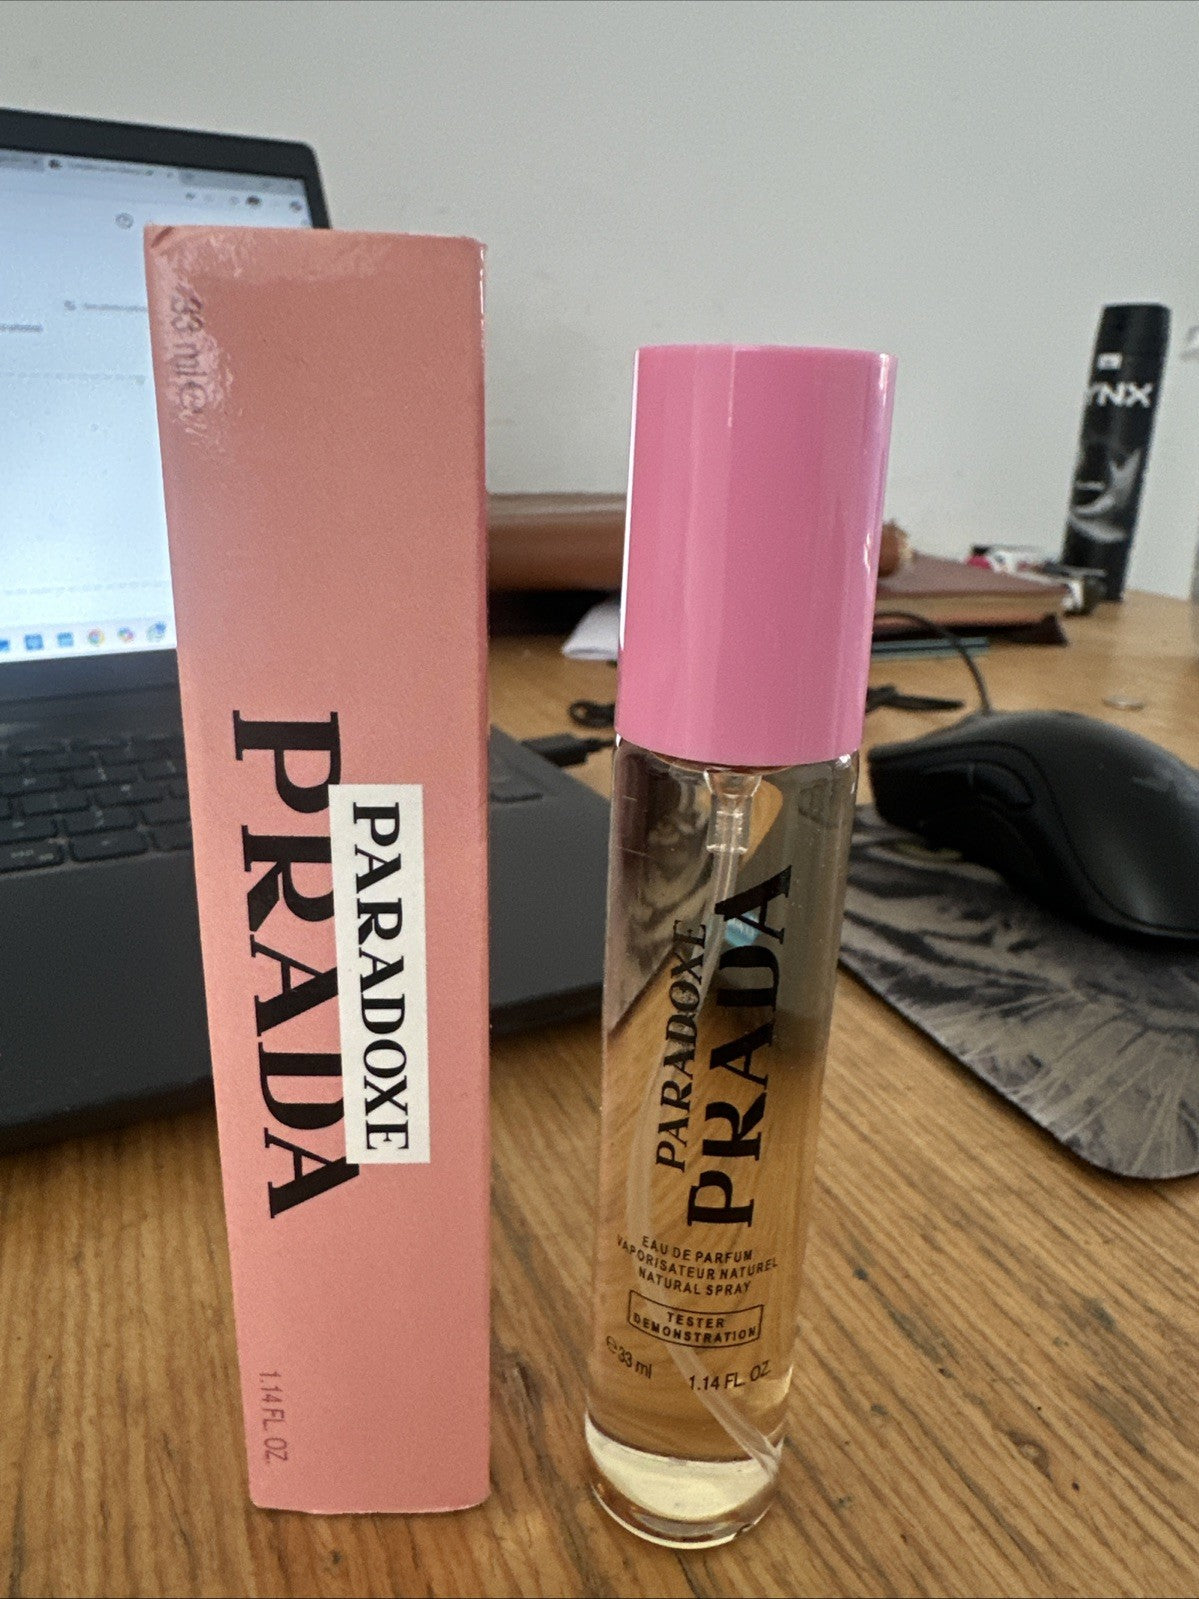 33 ml
PRADA
PARADOXE
1.14 FL. OZ.
PARADOXE
PRADA
EAU DE PARFUM
VAPORISATEUR NATUREL
NATURAL SPRAY
TESTER
DEMONSTRATION
e 33 ml
1.14 FL. OZ
YNX